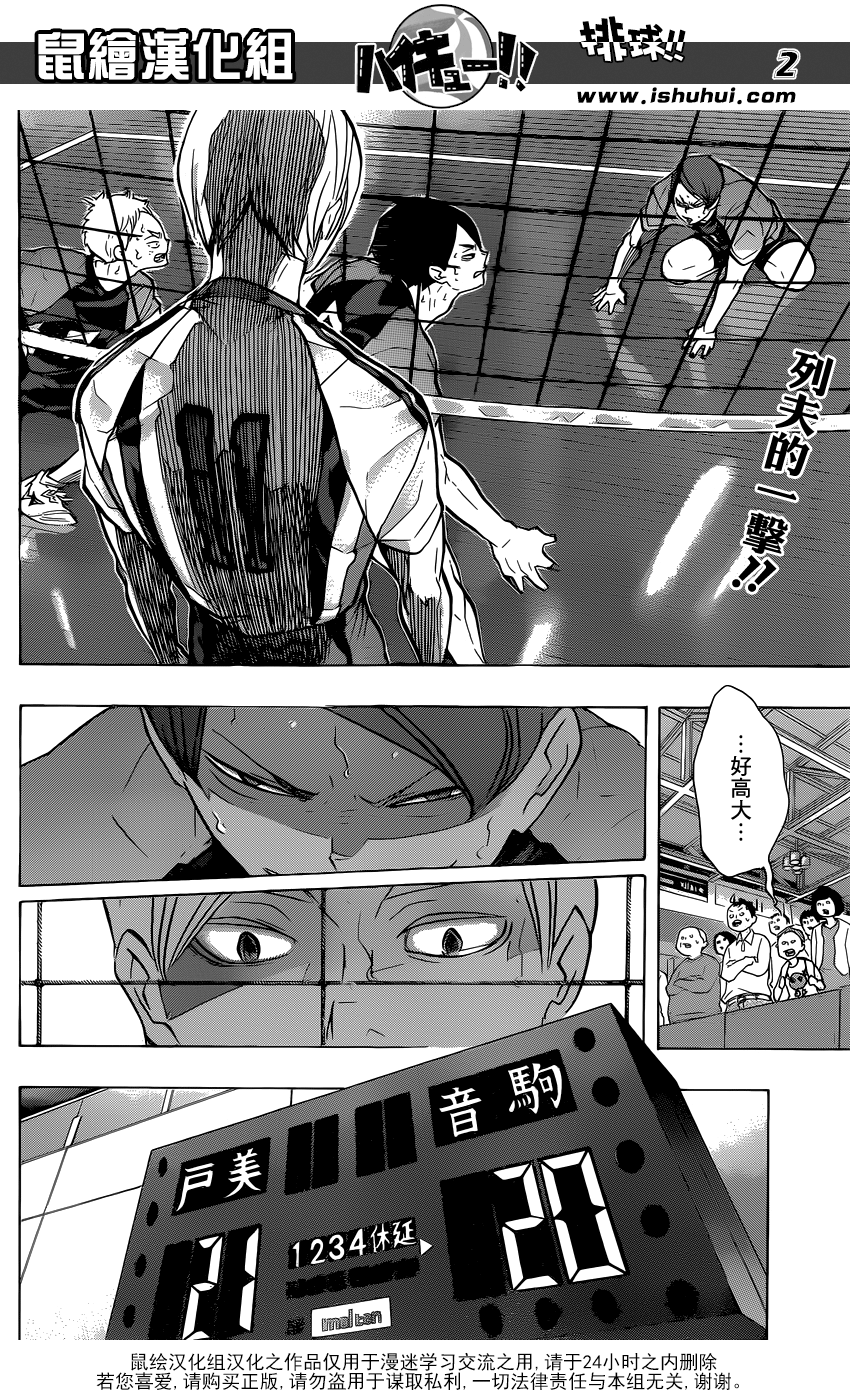 鼠繪漢化組
ハイキュー!!
排球!!
2
www.ishuhui.com
11
列夫的一擊!!
…好高大…
戸美
音駒
21
1234休延
20
molten
鼠绘汉化组汉化之作品仅用于漫迷学习交流之用,请于24小时之内删除
若您喜爱,请购买正版,请勿盗用于谋取私利,一切法律责任与本组无关,谢谢。